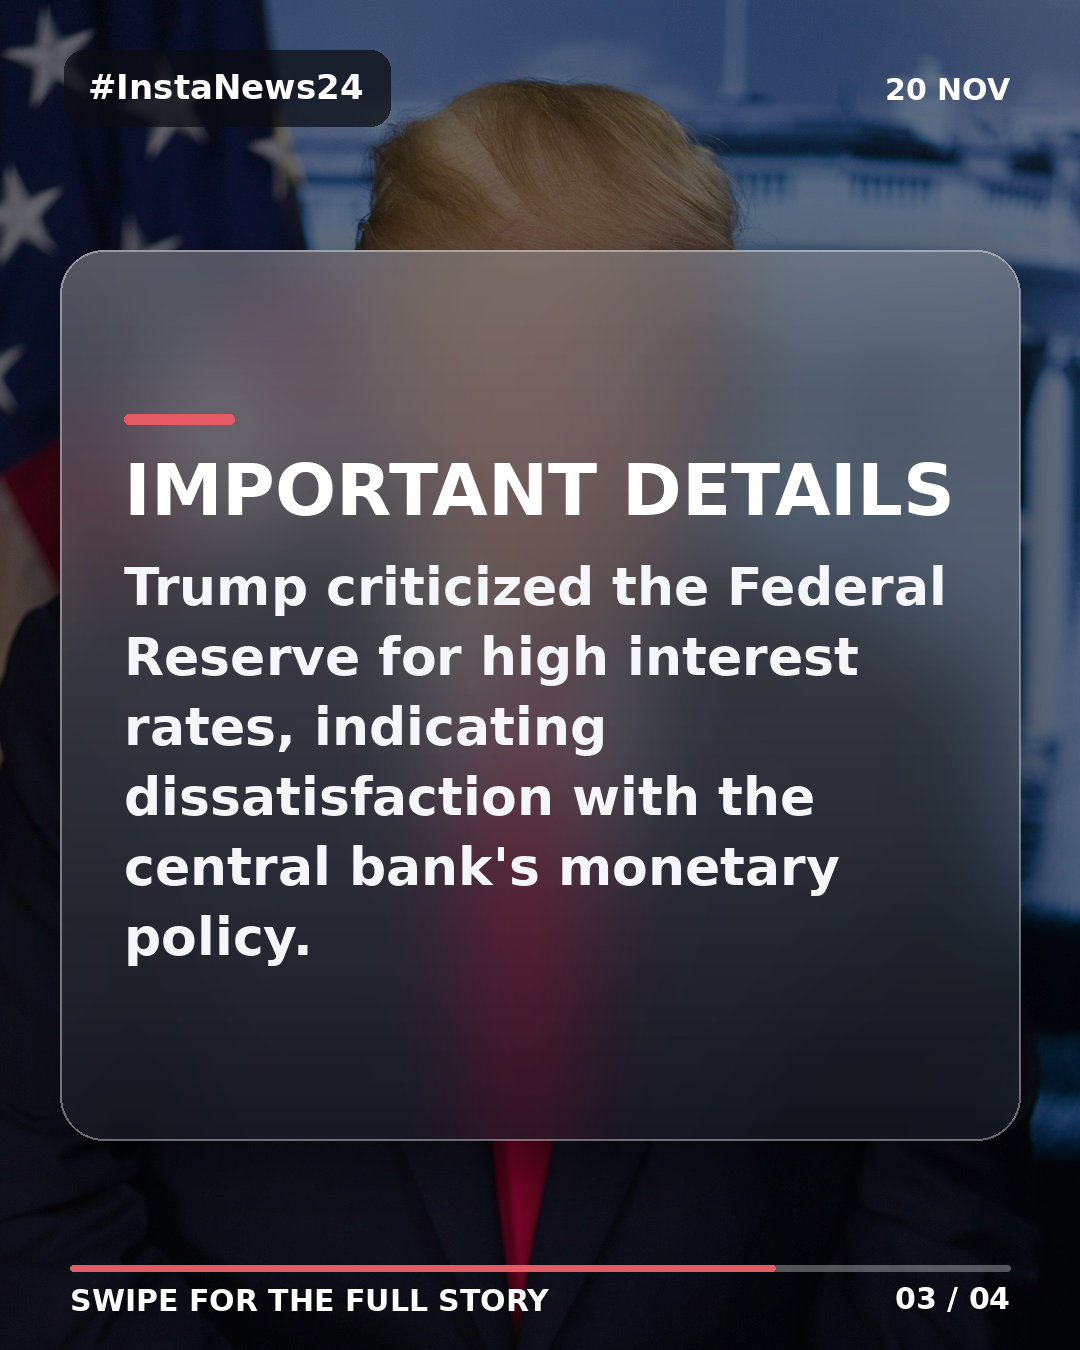 #InstaNews24
20 NOV
IMPORTANT DETAILS
Trump criticized the Federal
Reserve for high interest
rates, indicating
dissatisfaction with the
central bank's monetary
policy.
SWIPE FOR THE FULL STORY
03 / 04